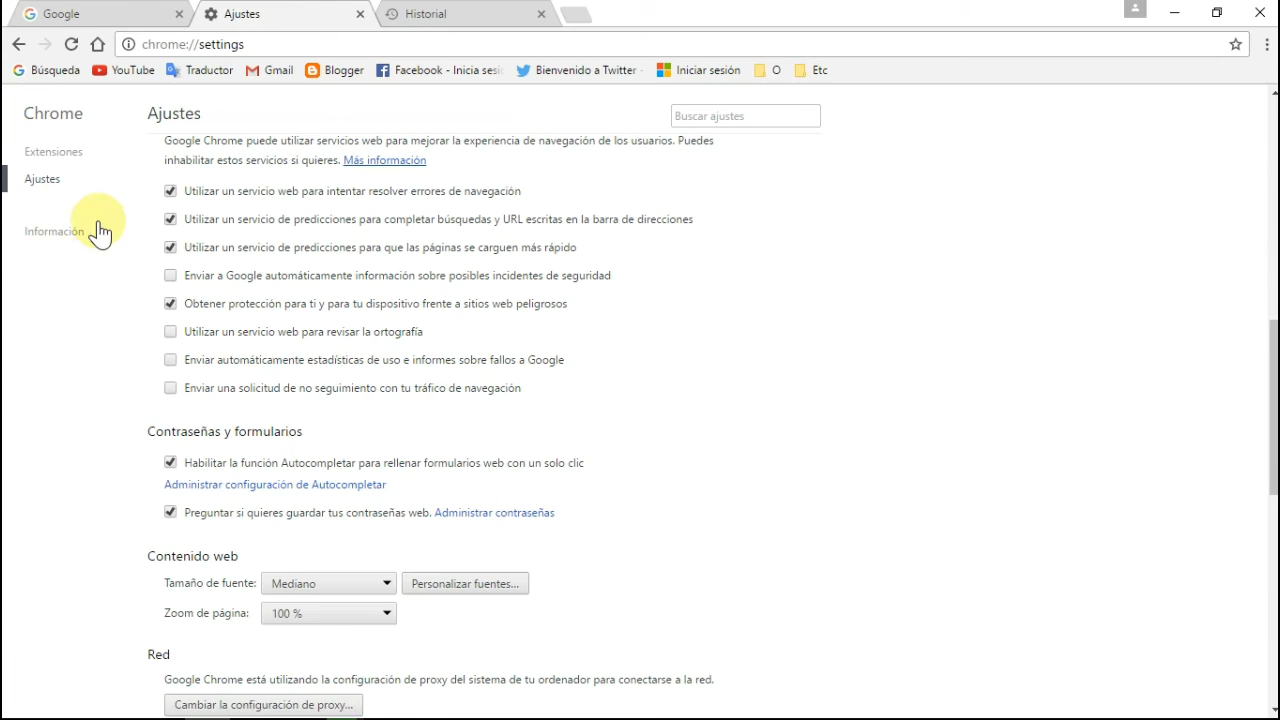 Google
Ajustes
Historial
chrome://settings
Búsqueda
YouTube
Traductor
Gmail
Blogger
Facebook - Inicia sesi
Bienvenido a Twitter
Iniciar sesión
O
Etc
Chrome
Extensiones
Ajustes
Información
Ajustes
Buscar ajustes
Google Chrome puede utilizar servicios web para mejorar la experiencia de navegación de los usuarios. Puedes
inhabilitar estos servicios si quieres. Más información
Utilizar un servicio web para intentar resolver errores de navegación
Utilizar un servicio de predicciones para completar búsquedas y URL escritas en la barra de direcciones
Utilizar un servicio de predicciones para que las páginas se carguen más rápido
Enviar a Google automáticamente información sobre posibles incidentes de seguridad
Obtener protección para ti y para tu dispositivo frente a sitios web peligrosos
Utilizar un servicio web para revisar la ortografía
Enviar automáticamente estadísticas de uso e informes sobre fallos a Google
Enviar una solicitud de no seguimiento con tu tráfico de navegación
Contraseñas y formularios
Habilitar la función Autocompletar para rellenar formularios web con un solo clic
Administrar configuración de Autocompletar
Preguntar si quieres guardar tus contraseñas web. Administrar contraseñas
Contenido web
Tamaño de fuente: Mediano Personalizar fuentes...
Zoom de página: 100 %
Red
Google Chrome está utilizando la configuración de proxy del sistema de tu ordenador para conectarse a la red.
Cambiar la configuración de proxy...